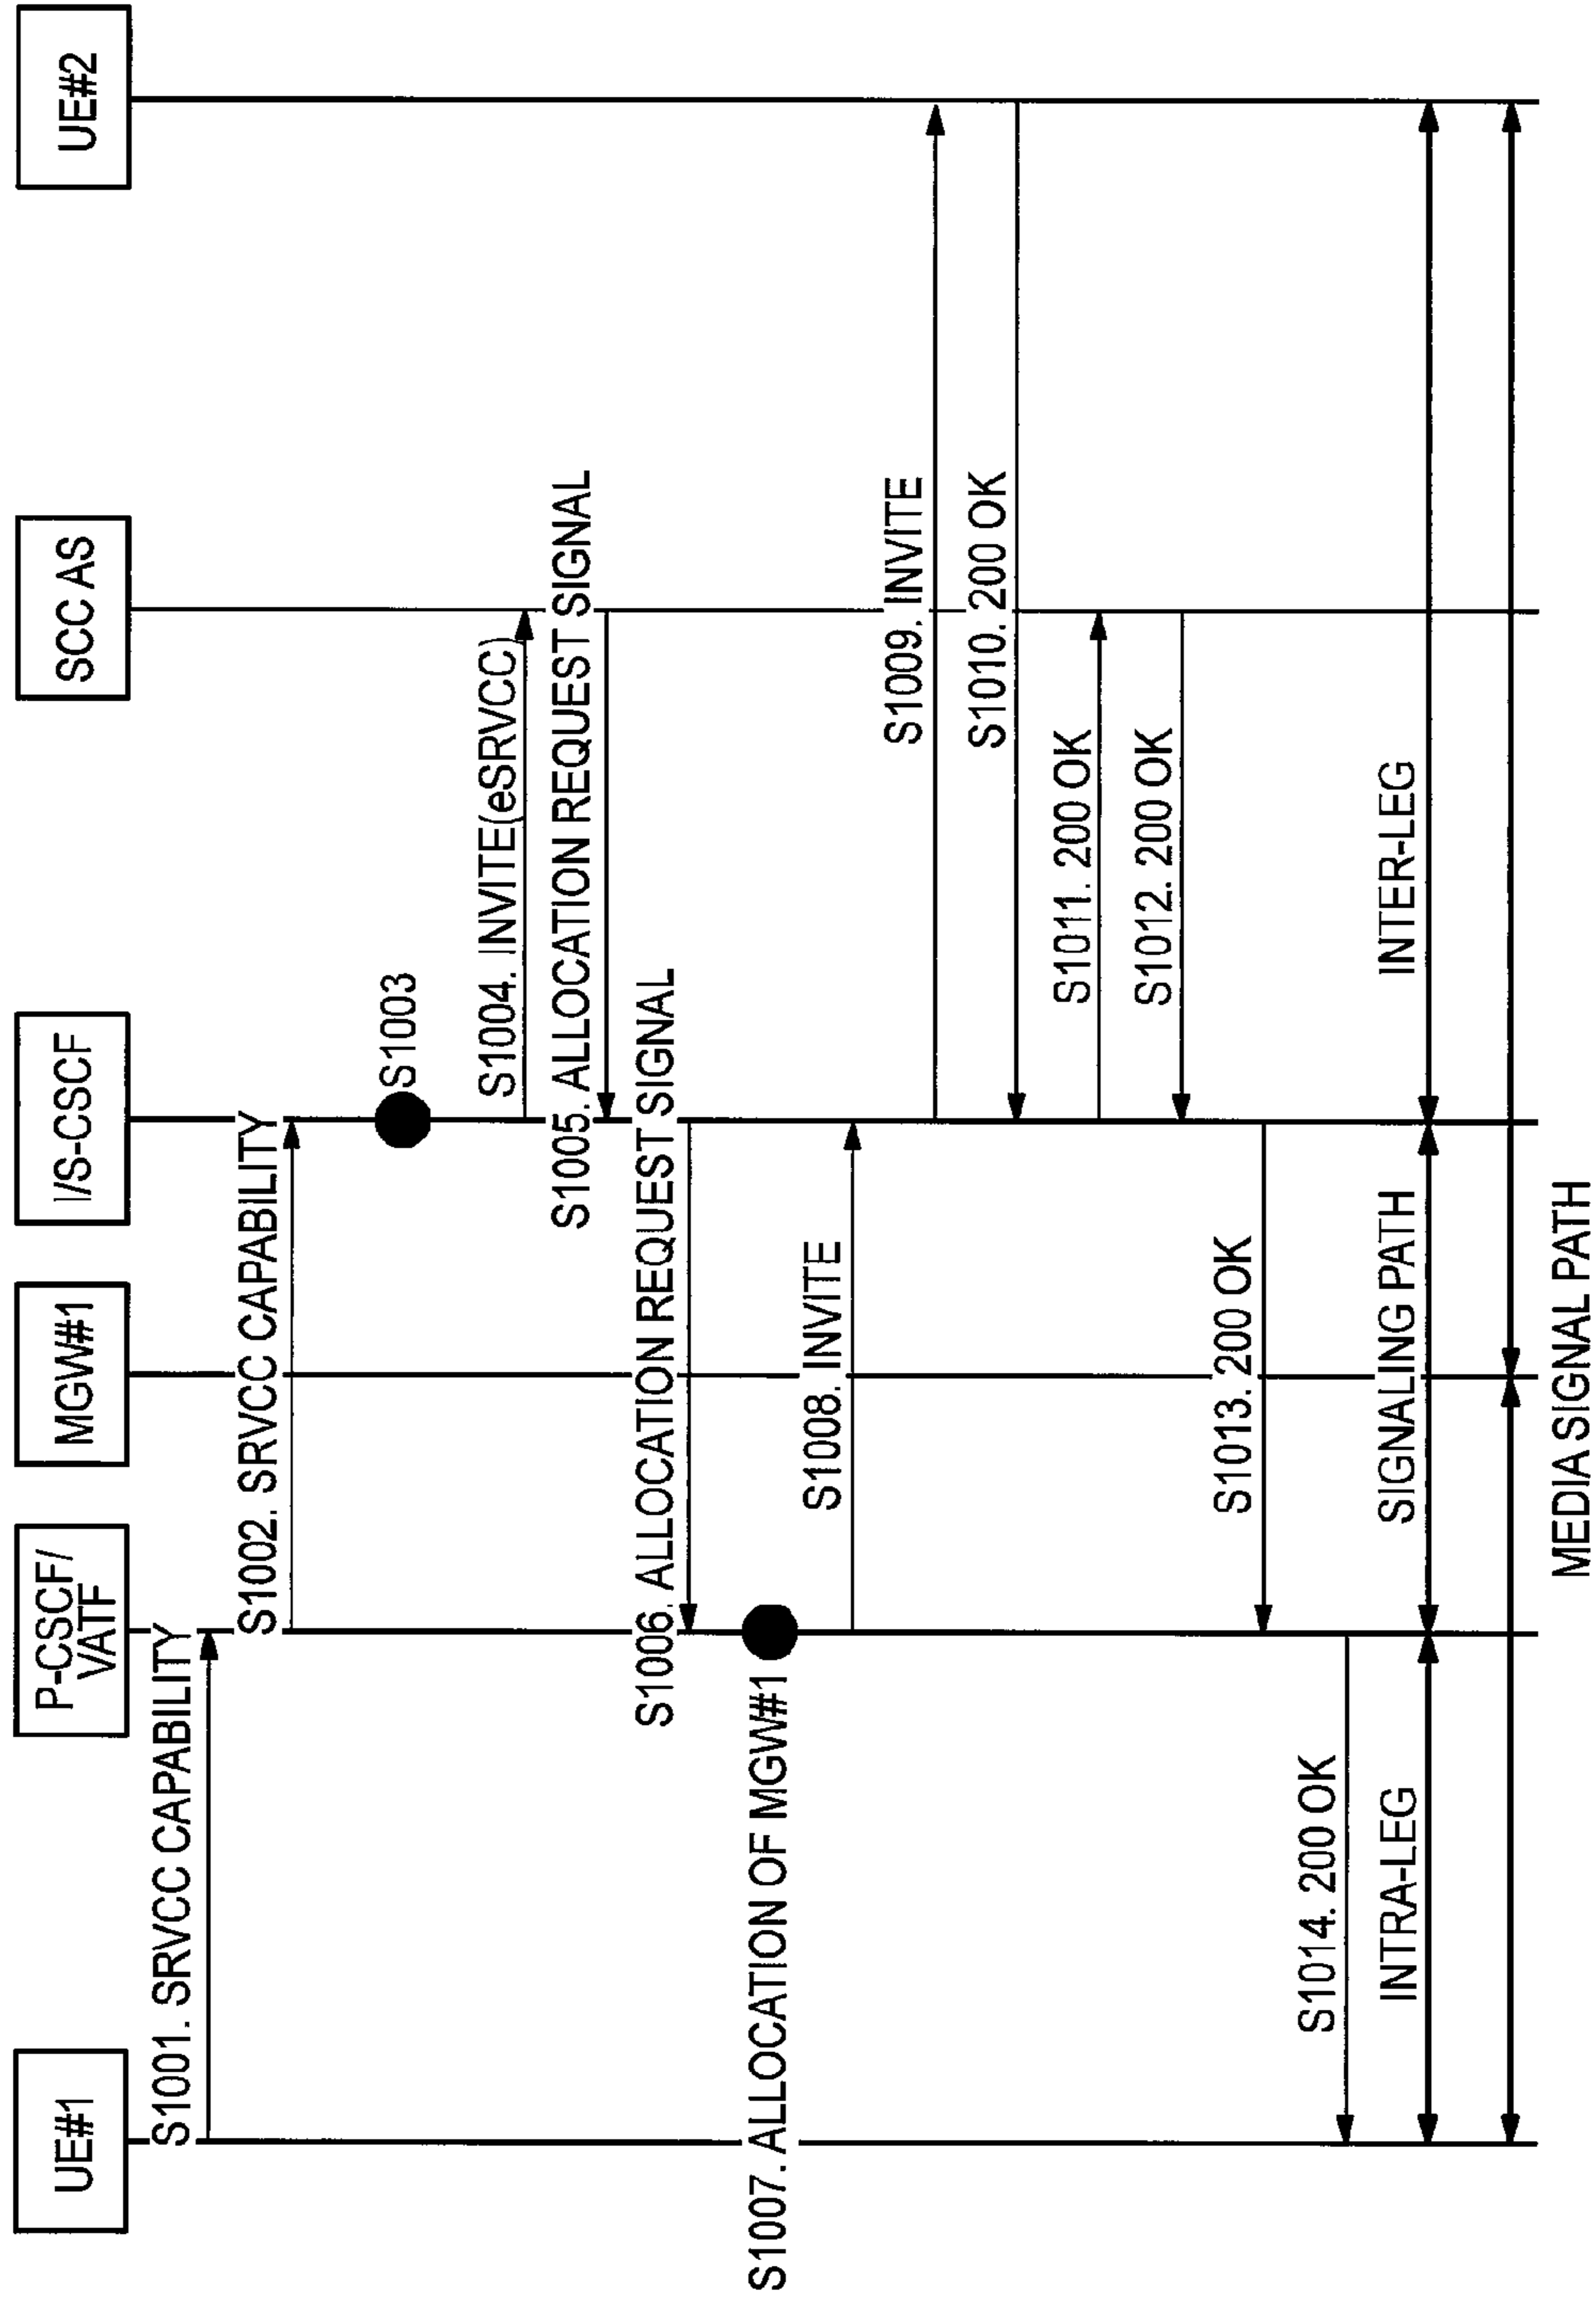 UE#1
P-CSCF/
VATF
MGW#1
I/S-CSCF
SCC AS
UE#2
S1001. SRVCC CAPABILITY
S1002. SRVCC CAPABILITY
S1003
S1004. INVITE(eSRVCC)
S1005. ALLOCATION REQUEST SIGNAL
S1006. ALLOCATION REQUEST SIGNAL
S1007. ALLOCATION OF MGW#1
S1008. INVITE
S1009. INVITE
S1010. 200 OK
S1011. 200 OK
S1012. 200 OK
S1013. 200 OK
S1014. 200 OK
INTRA-LEG
SIGNALING PATH
INTER-LEG
MEDIA SIGNAL PATH